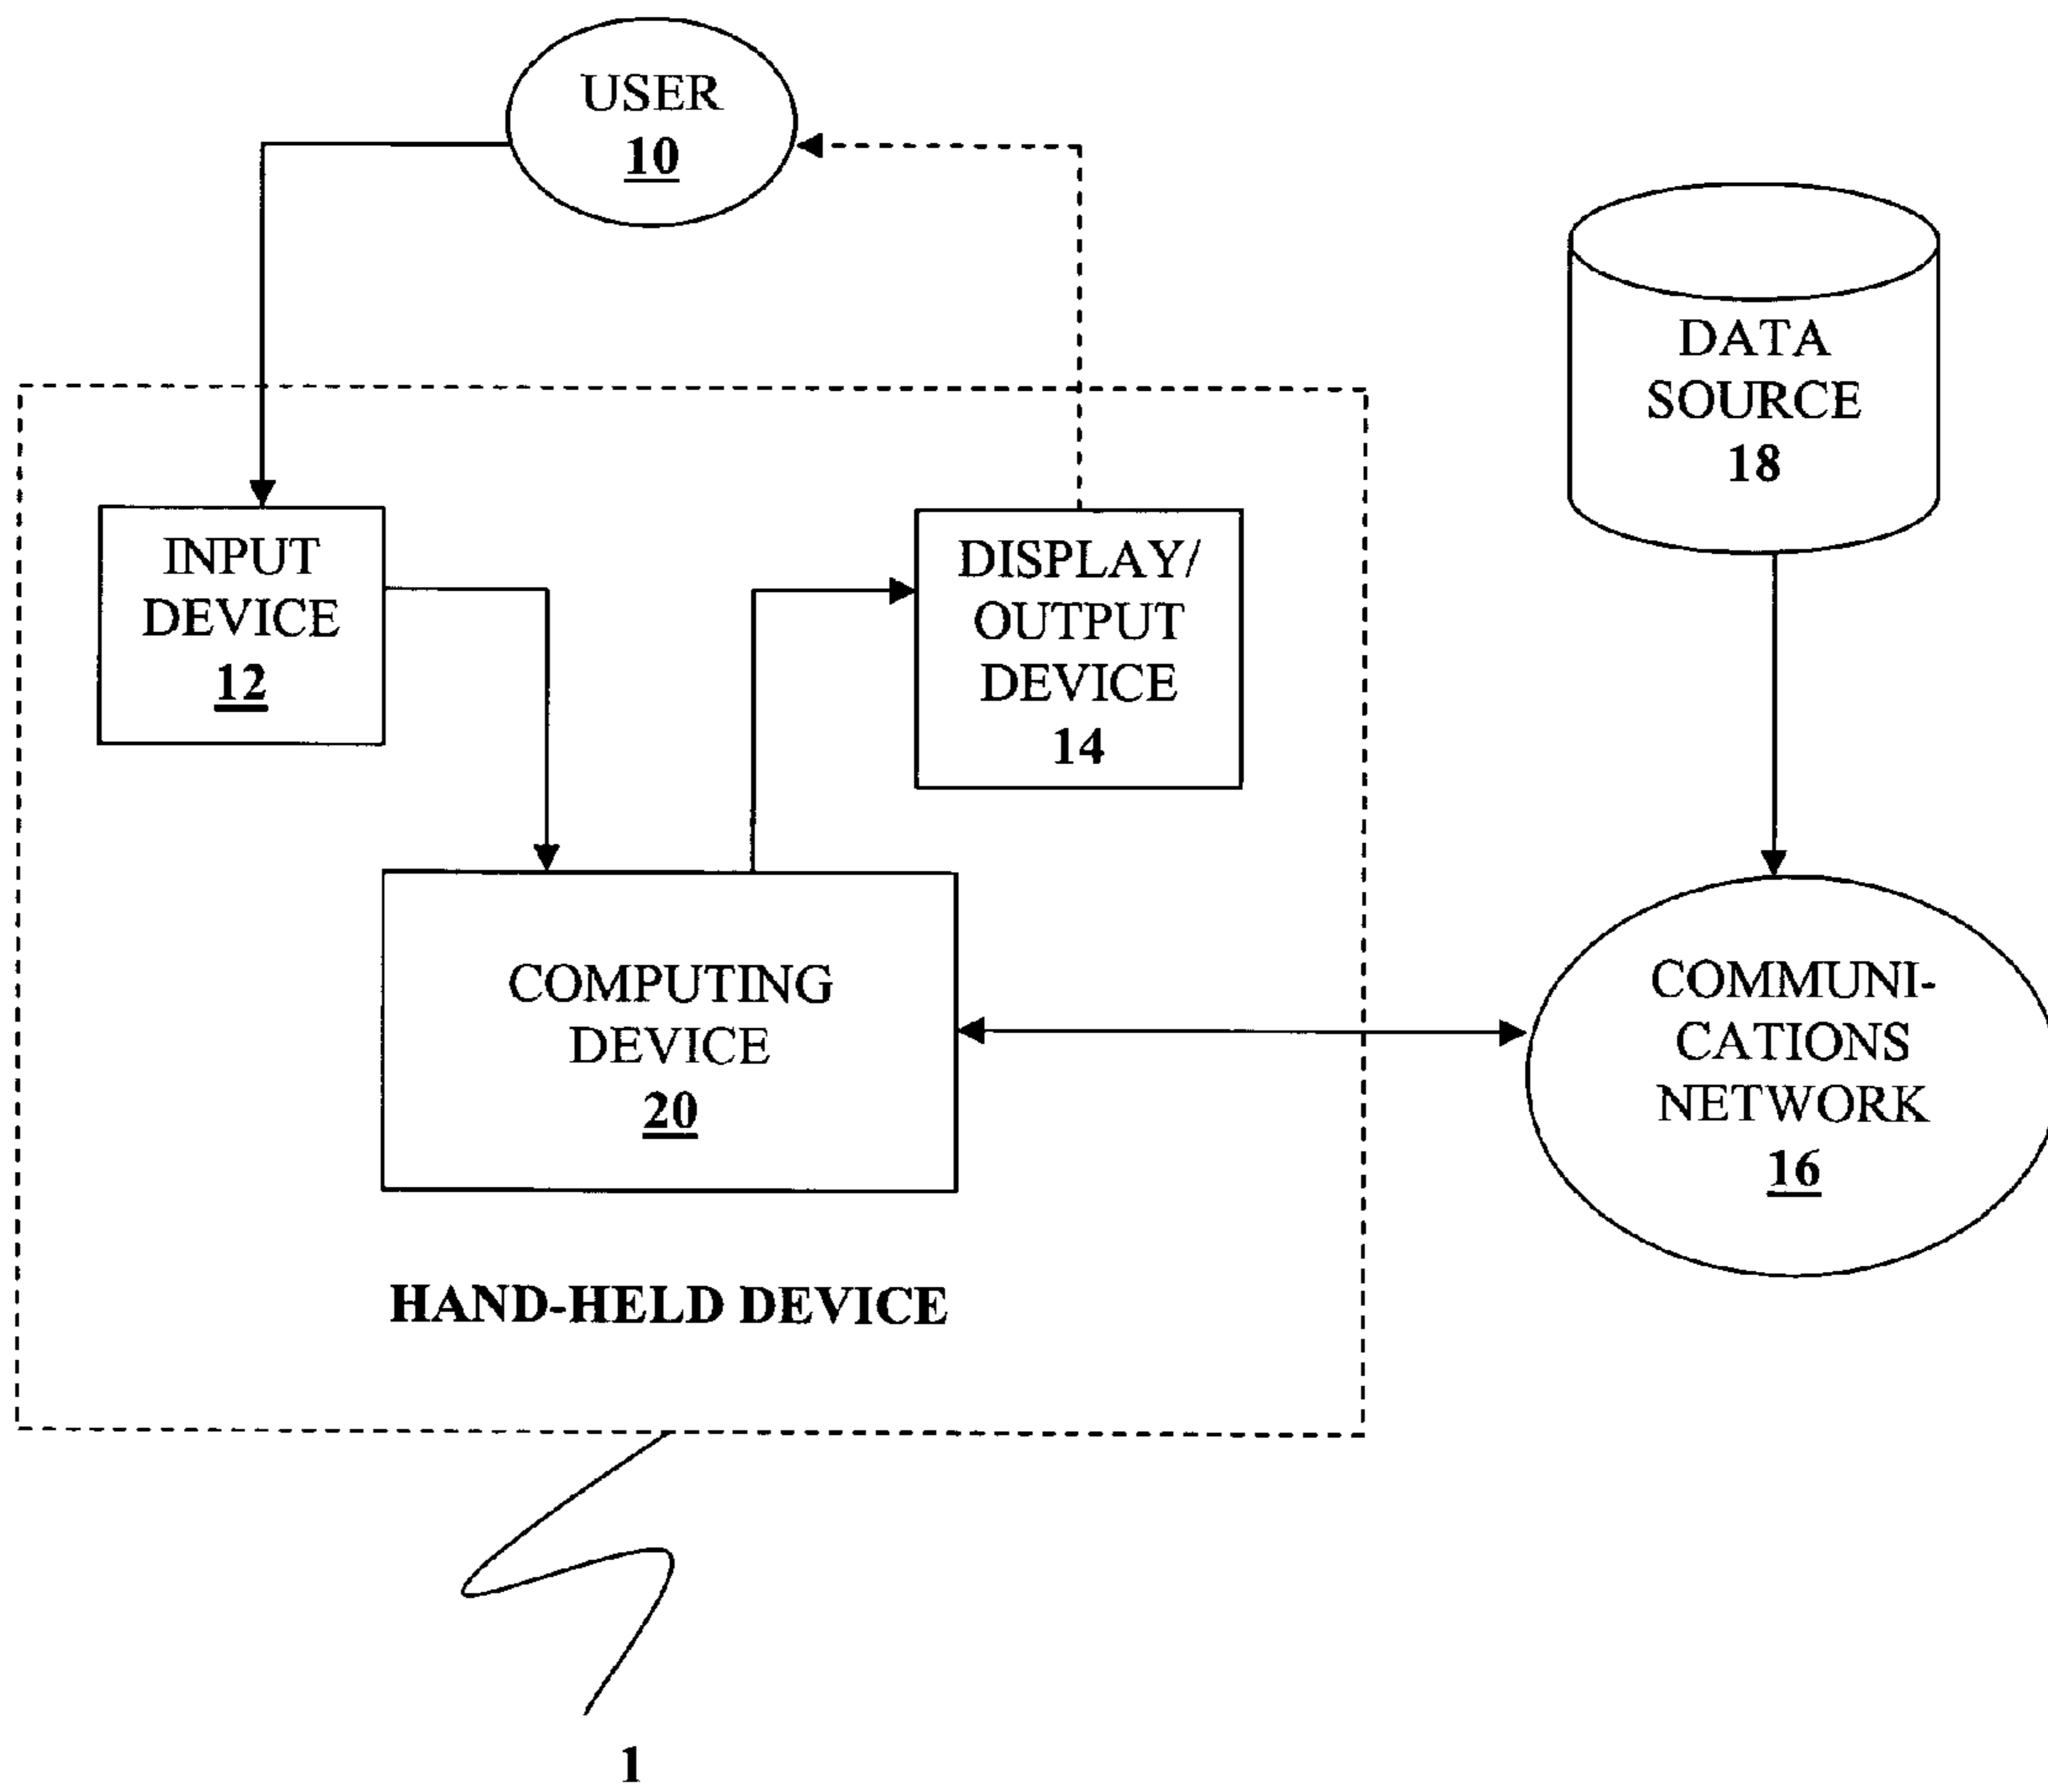 USER
10
DATA
SOURCE
18
INPUT
DEVICE
12
DISPLAY/
OUTPUT
DEVICE
14
COMPUTING
DEVICE
20
COMMUNI-
CATIONS
NETWORK
16
HAND-HELD DEVICE
1